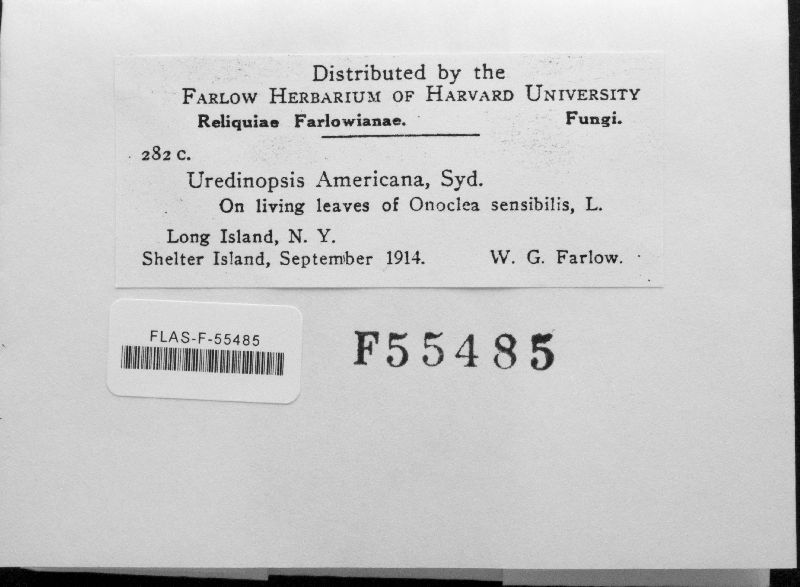 Distributed by the
FARLOW HERBARIUM OF HARVARD UNIVERSITY
Reliquiae Farlowianae. Fungi.
282 C.
Uredinopsis Americana, Syd.
On living leaves of Onoclea sensibilis, L.
Long Island, N. Y.
Shelter Island, September 1914. W. G. Farlow.
FLAS-F-55485
F55485